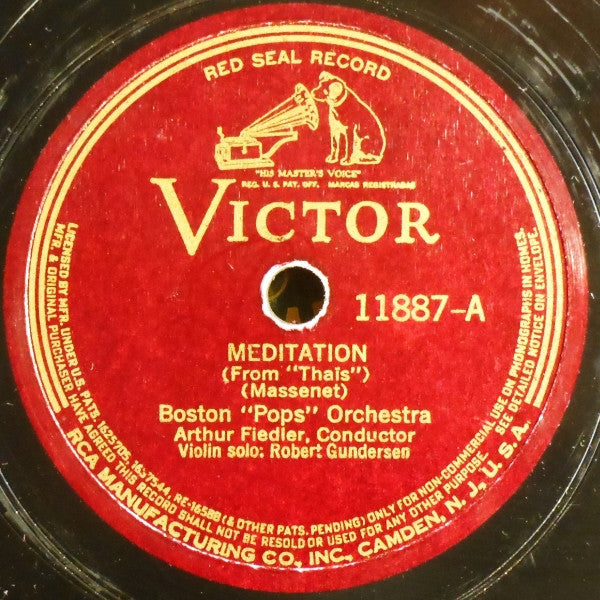 RED SEAL RECORD
"HIS MASTER'S VOICE"
REG. U.S. PAT. OFF. MARCAS REGISTRADAS
VICTOR
11887-A
MEDITATION
(From "Thaïs")
(Massenet)
Boston "Pops" Orchestra
Arthur Fiedler, Conductor
Violin solo: Robert Gundersen
LICENSED BY MFR. UNDER U.S. PATS. 1625705, 1637544, RE-16588 (& OTHER PATS. PENDING) ONLY FOR NON-COMMERCIAL USE ON PHONOGRAPHS IN HOMES.
MFR. & ORIGINAL PURCHASER HAVE AGREED THIS RECORD SHALL NOT BE RESOLD OR USED FOR ANY OTHER PURPOSE. SEE DETAILED NOTICE ON ENVELOPE.
RCA MANUFACTURING CO., INC., CAMDEN, N.J., U.S.A.